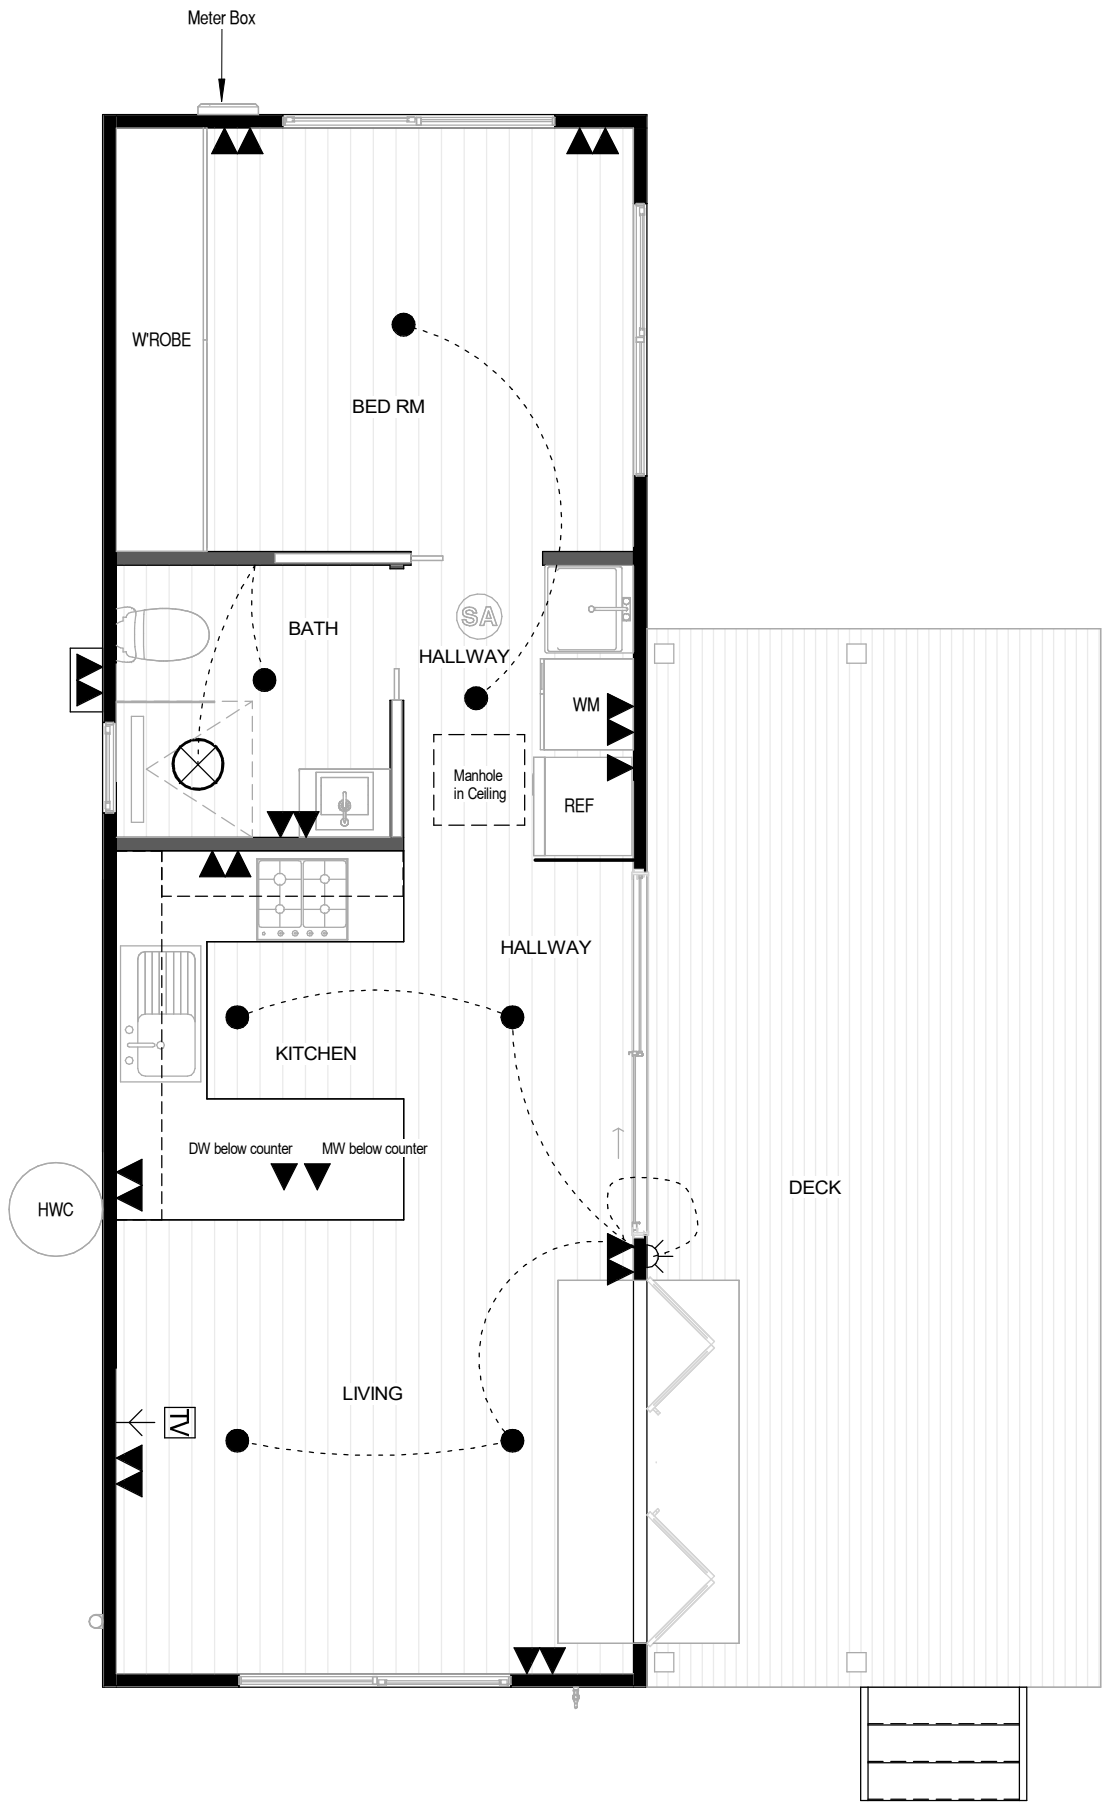 Meter Box
W'ROBE
BED RM
BATH
SA
HALLWAY
WM
Manhole
in Ceiling
REF
HALLWAY
KITCHEN
DW below counter
MW below counter
HWC
DECK
LIVING
TV